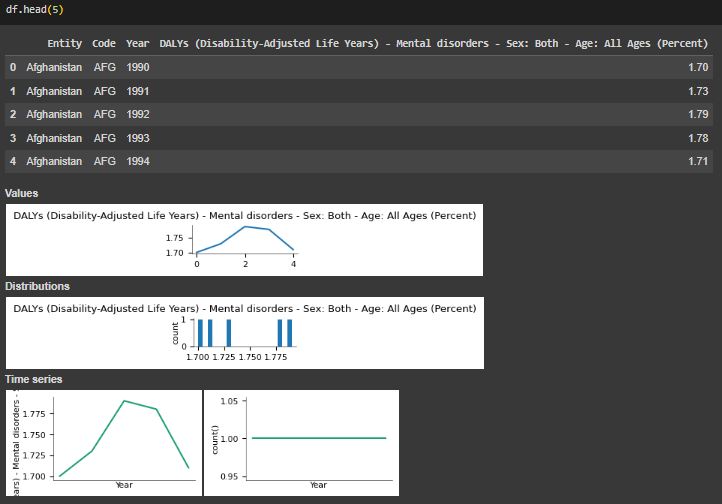 df.head(5)
Entity Code Year DALYs (Disability-Adjusted Life Years) - Mental disorders - Sex: Both - Age: All Ages (Percent)
0 Afghanistan AFG 1990 1.70
1 Afghanistan AFG 1991 1.73
2 Afghanistan AFG 1992 1.79
3 Afghanistan AFG 1993 1.78
4 Afghanistan AFG 1994 1.71
Values
DALYs (Disability-Adjusted Life Years) - Mental disorders - Sex: Both - Age: All Ages (Percent)
1.75
1.70
0 2 4
Distributions
DALYs (Disability-Adjusted Life Years) - Mental disorders - Sex: Both - Age: All Ages (Percent)
1
count
0
1.700 1.725 1.750 1.775
Time series
ears) - Mental disorders -
1.775
1.750
1.725
1.700
Year
count()
1.05
1.00
0.95
Year